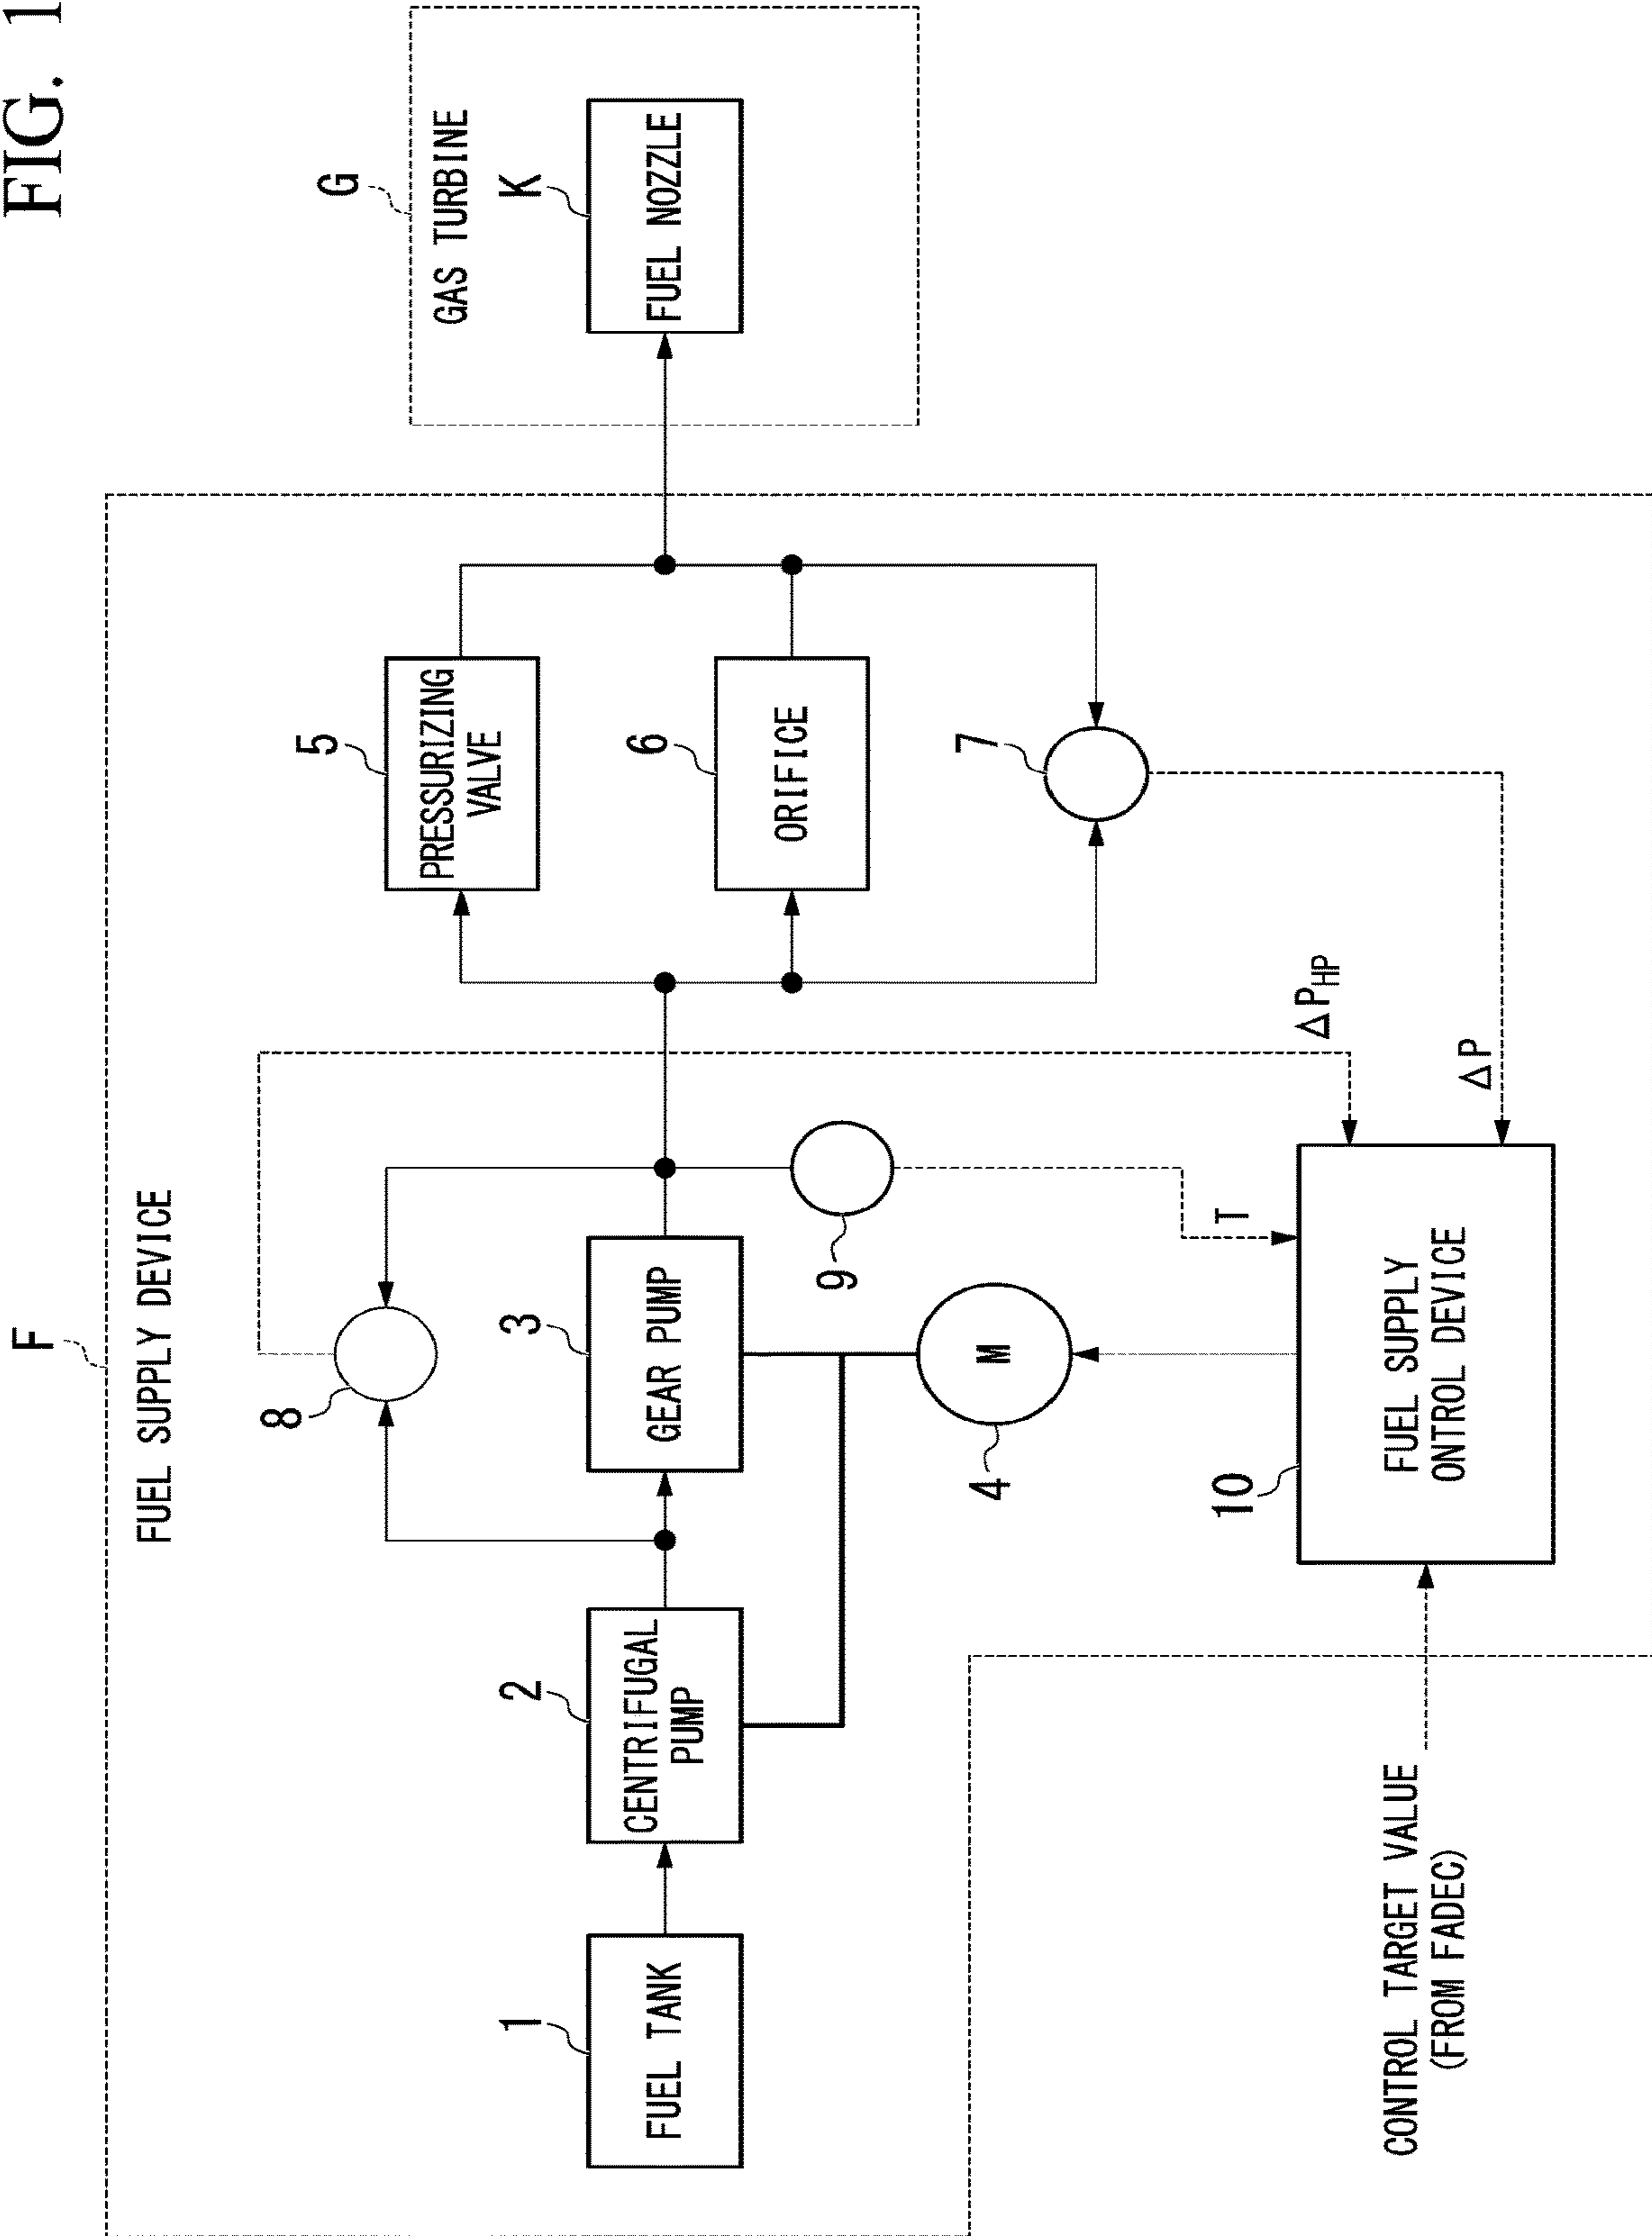 FIG. 1
F
FUEL SUPPLY DEVICE
G
GAS TURBINE
8
5
PRESSURIZING
VALVE
1
FUEL TANK
2
CENTRIFUGAL
PUMP
3
GEAR PUMP
K
FUEL NOZZLE
6
ORIFICE
9
4
M
7
T
ΔPHP
ΔP
10
FUEL SUPPLY
ONTROL DEVICE
CONTROL TARGET VALUE
(FROM FADEC)